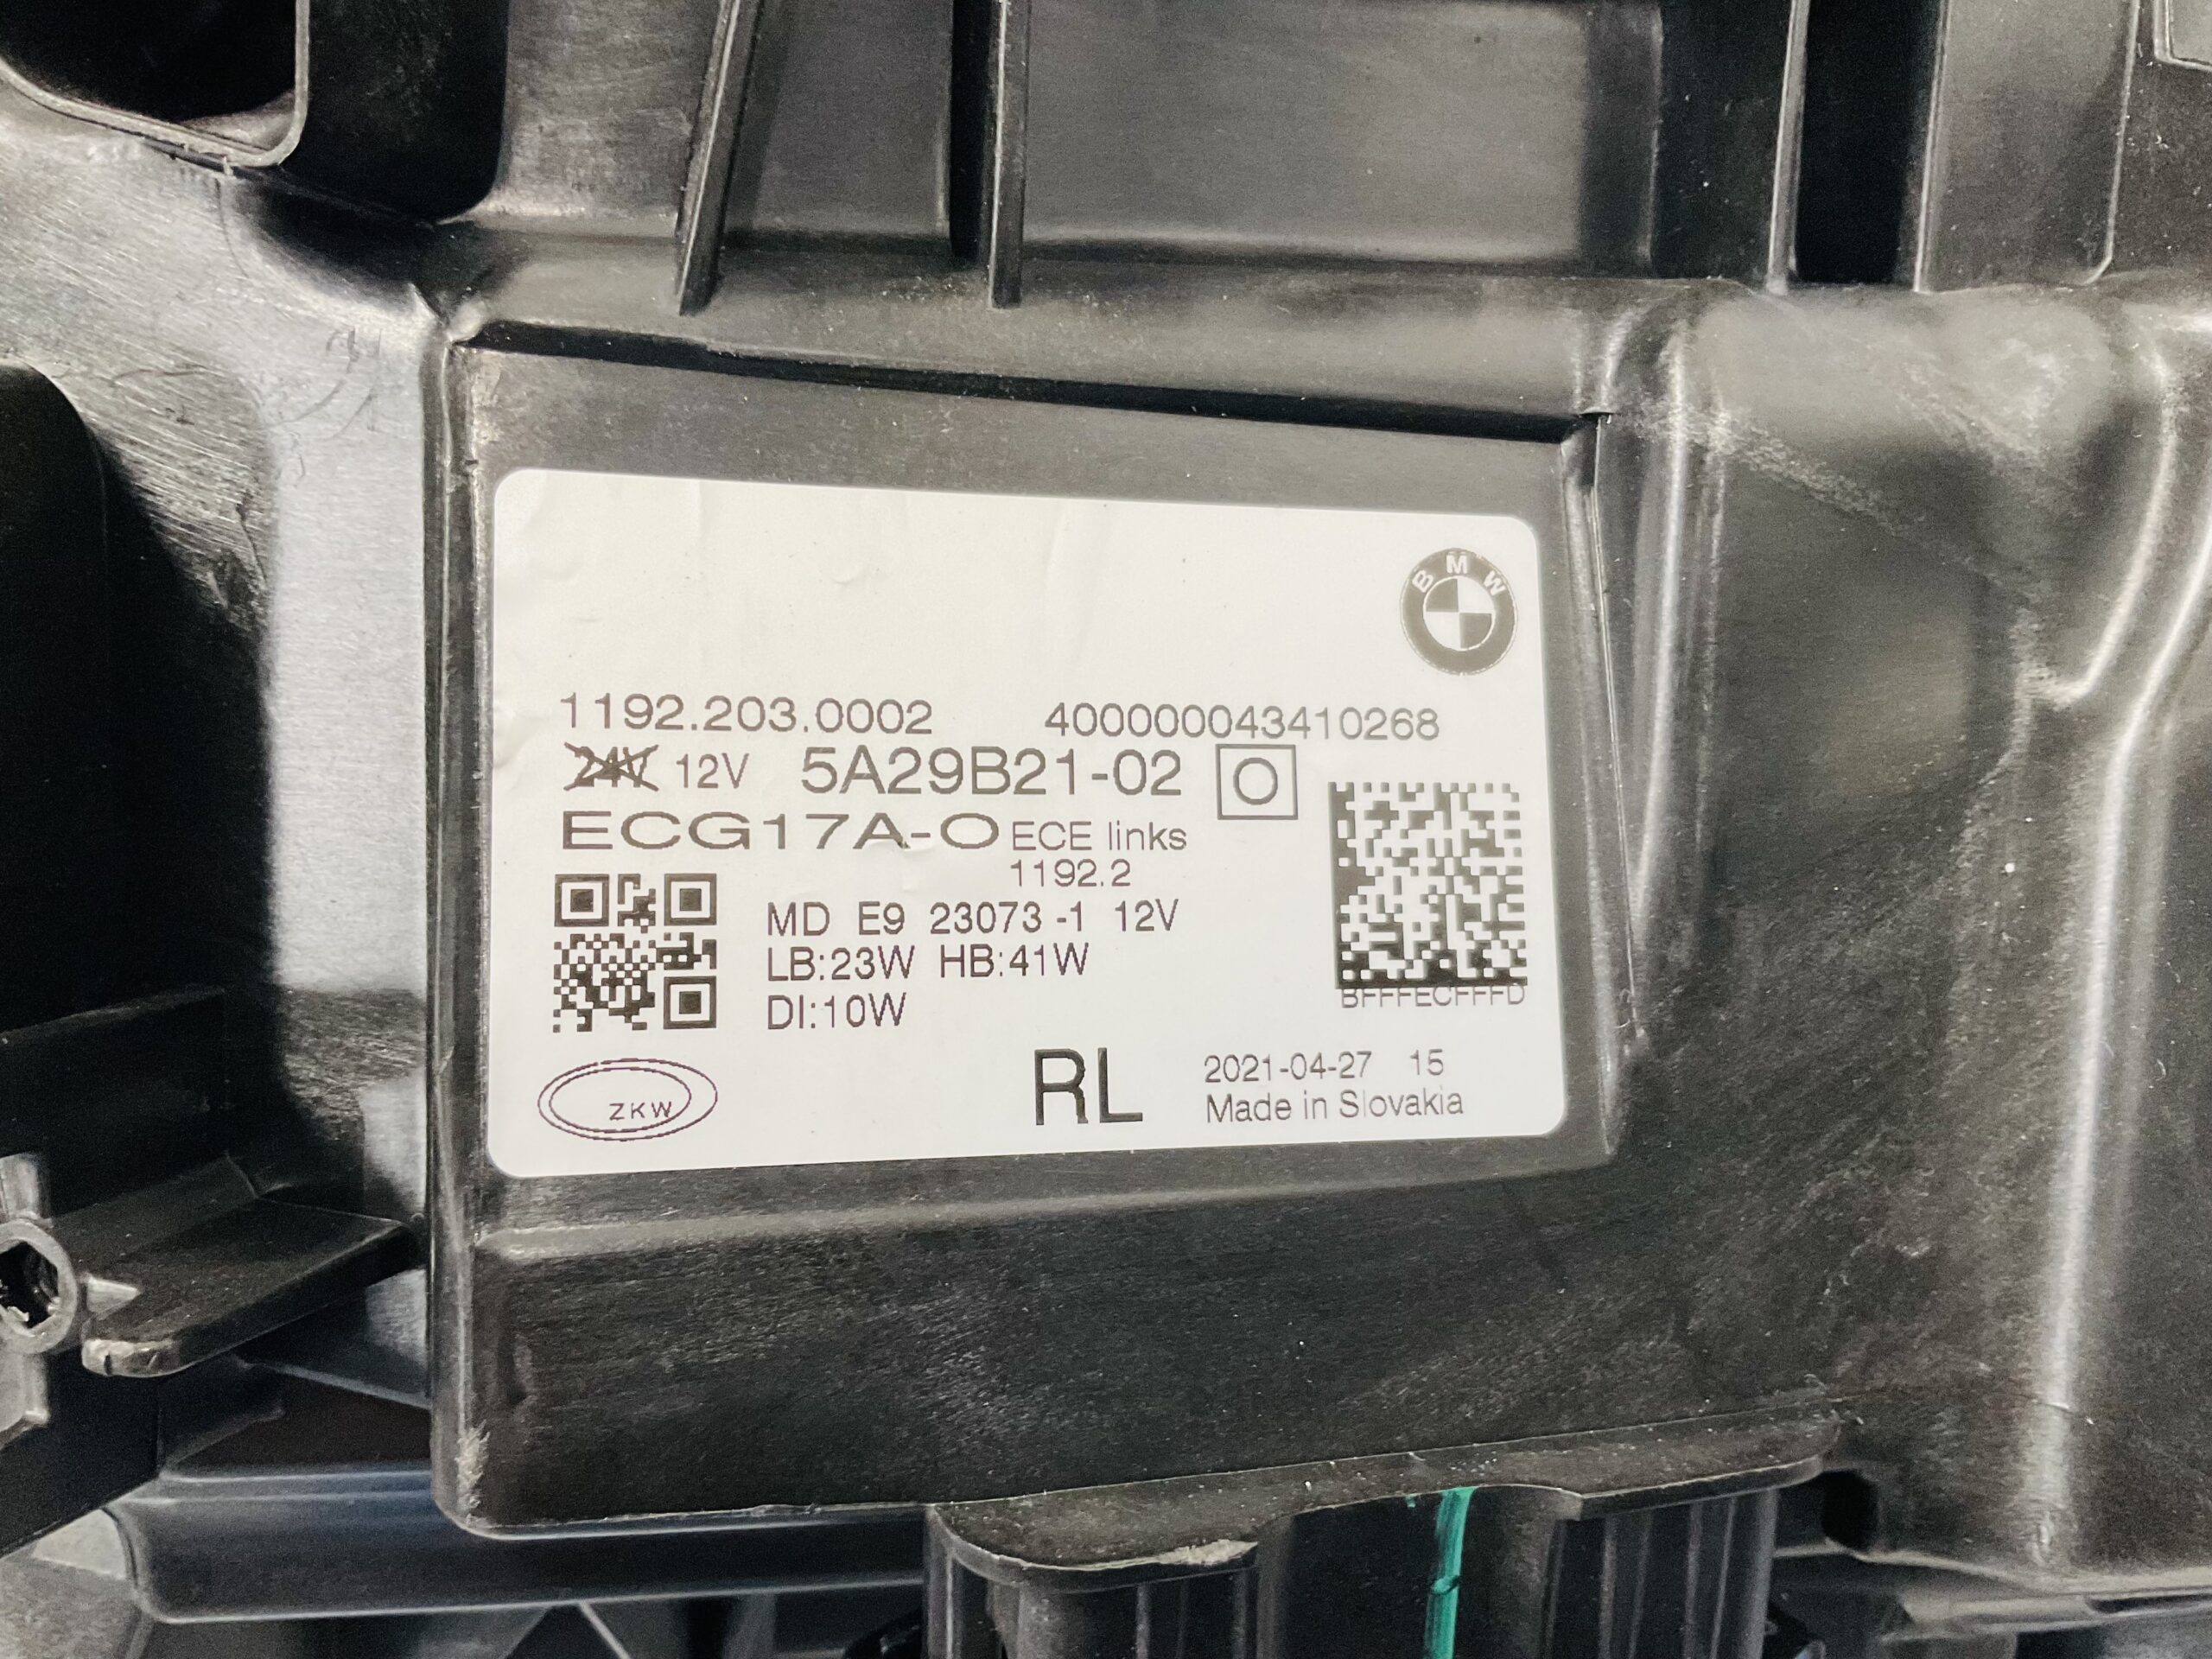 BMW
1192.203.0002 400000043410268
24V 12V 5A29B21-02 O
ECG17A-O ECE links
1192.2
MD E9 23073 -1 12V
LB:23W HB:41W
DI:10W
BFFFECFFFD
ZKW
RL
2021-04-27 15
Made in Slovakia